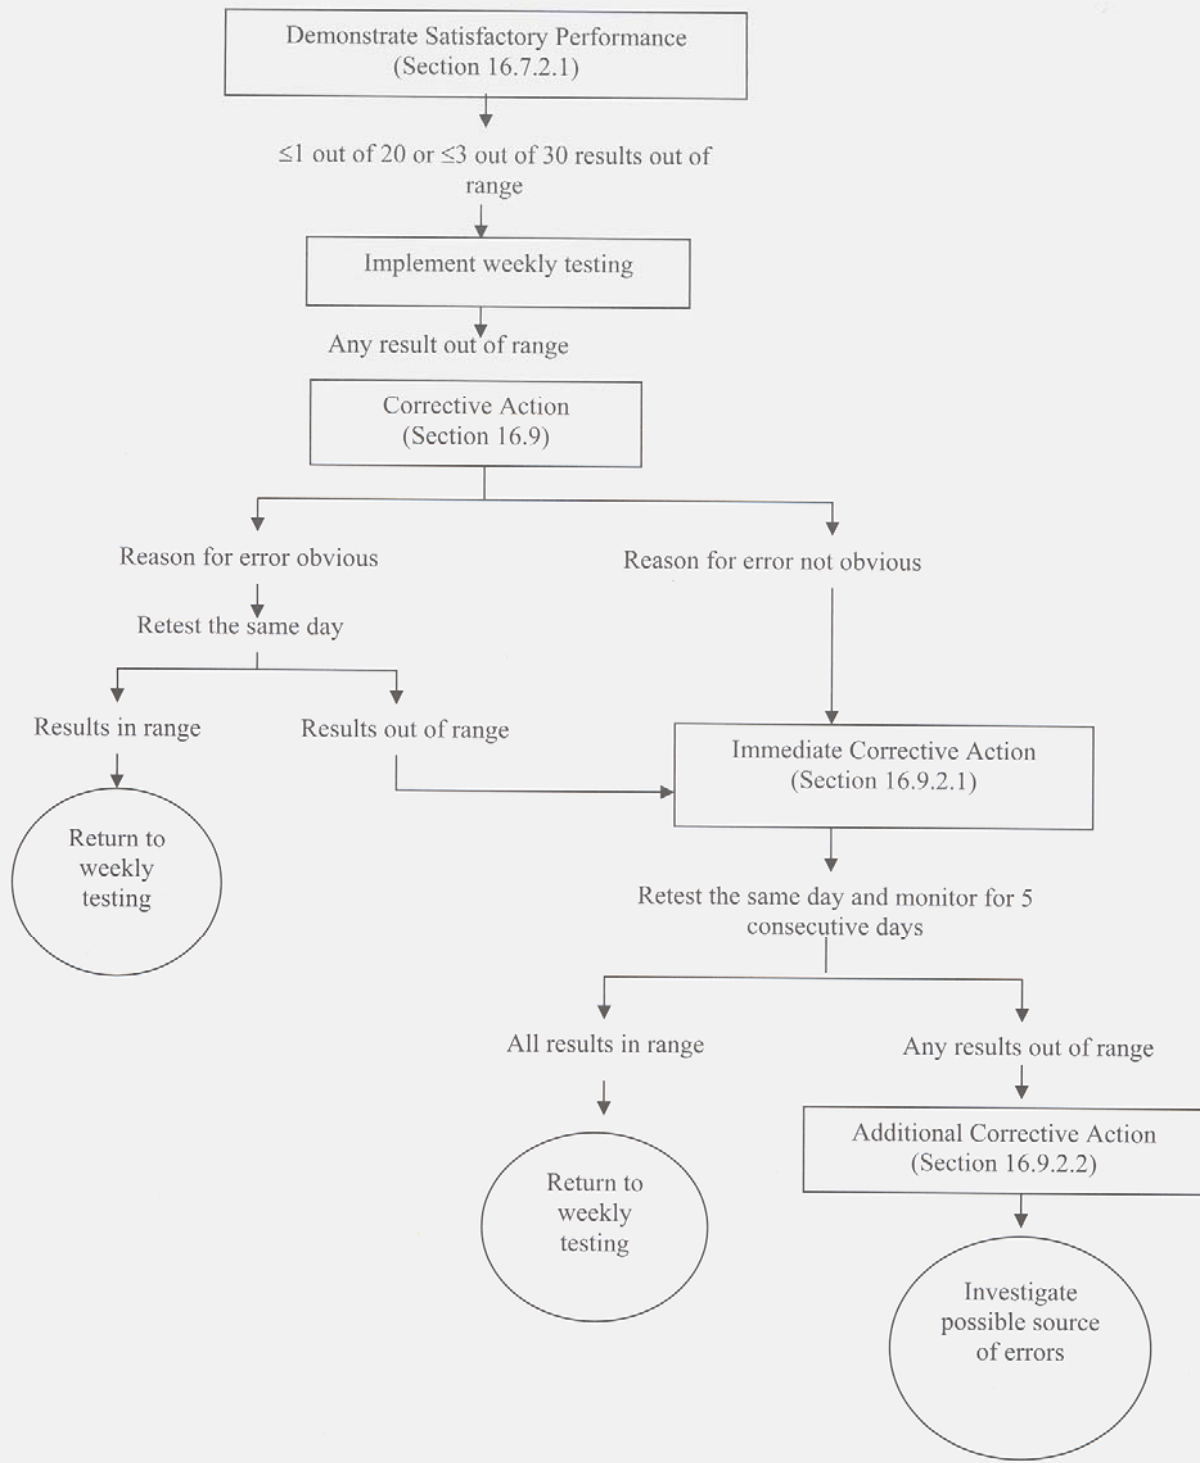 Demonstrate Satisfactory Performance
(Section 16.7.2.1)
≤1 out of 20 or ≤3 out of 30 results out of
range
Implement weekly testing
Any result out of range
Corrective Action
(Section 16.9)
Reason for error obvious
Reason for error not obvious
Retest the same day
Results in range
Results out of range
Immediate Corrective Action
(Section 16.9.2.1)
Return to
weekly
testing
Retest the same day and monitor for 5
consecutive days
All results in range
Any results out of range
Additional Corrective Action
(Section 16.9.2.2)
Return to
weekly
testing
Investigate
possible source
of errors